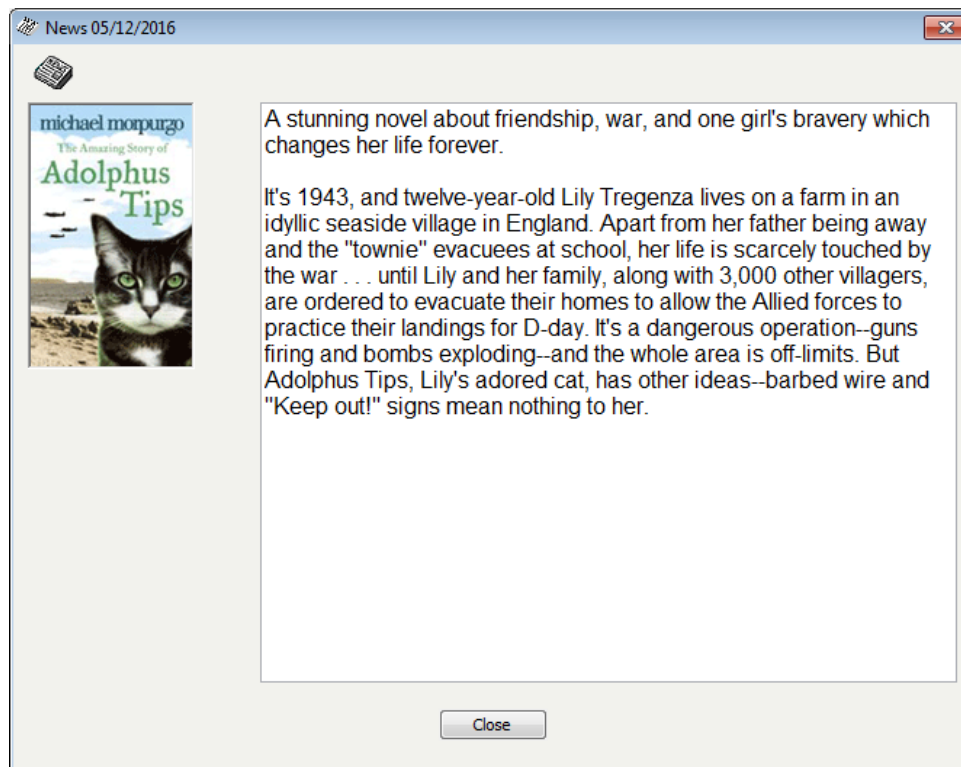 News 05/12/2016
michael morpurgo
The Amazing Story of
Adolphus
Tips
A stunning novel about friendship, war, and one girl's bravery which
changes her life forever.
It's 1943, and twelve-year-old Lily Tregenza lives on a farm in an
idyllic seaside village in England. Apart from her father being away
and the "townie" evacuees at school, her life is scarcely touched by
the war . . . until Lily and her family, along with 3,000 other villagers,
are ordered to evacuate their homes to allow the Allied forces to
practice their landings for D-day. It's a dangerous operation--guns
firing and bombs exploding--and the whole area is off-limits. But
Adolphus Tips, Lily's adored cat, has other ideas--barbed wire and
"Keep out!" signs mean nothing to her.
Close